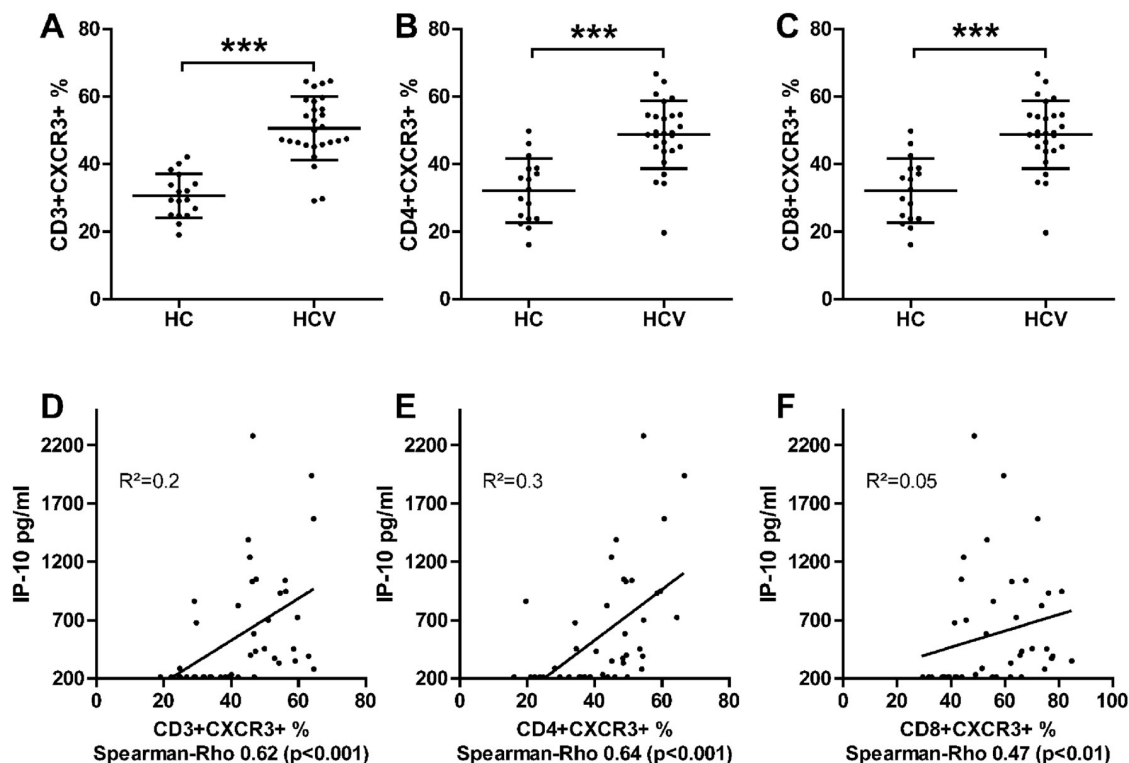 A
B
C
***
***
***
CD3+CXCR3+ %
CD4+CXCR3+ %
CD8+CXCR3+ %
80
60
40
20
0
80
60
40
20
0
80
60
40
20
0
HC HCV
HC HCV
HC HCV
D
E
F
R²=0.2
R²=0.3
R²=0.05
IP-10 pg/ml
IP-10 pg/ml
IP-10 pg/ml
2200
1700
1200
700
200
2200
1700
1200
700
200
2200
1700
1200
700
200
0 20 40 60 80
0 20 40 60 80
0 20 40 60 80 100
CD3+CXCR3+ %
Spearman-Rho 0.62 (p<0.001)
CD4+CXCR3+ %
Spearman-Rho 0.64 (p<0.001)
CD8+CXCR3+ %
Spearman-Rho 0.47 (p<0.01)